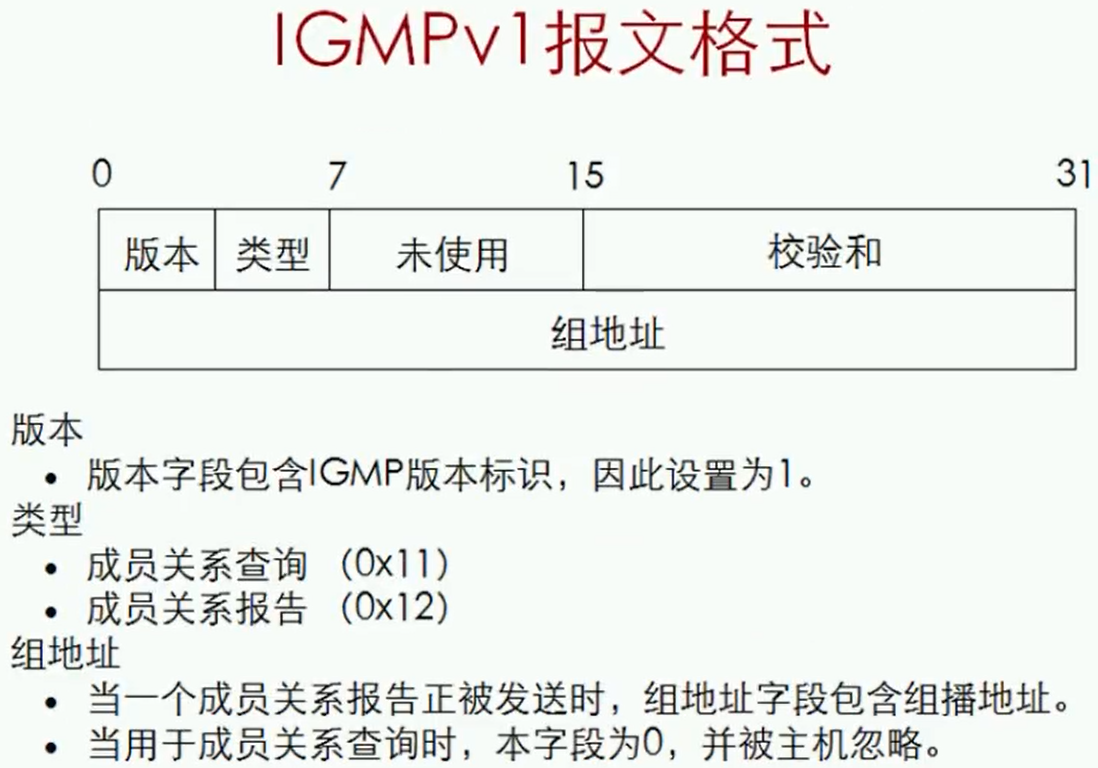 IGMPv1报文格式
0 7 15 31
版本 类型 未使用 校验和
组地址
版本
• 版本字段包含IGMP版本标识，因此设置为1。
类型
• 成员关系查询 （0x11）
• 成员关系报告 （0x12）
组地址
• 当一个成员关系报告正被发送时，组地址字段包含组播地址。
• 当用于成员关系查询时，本字段为0，并被主机忽略。